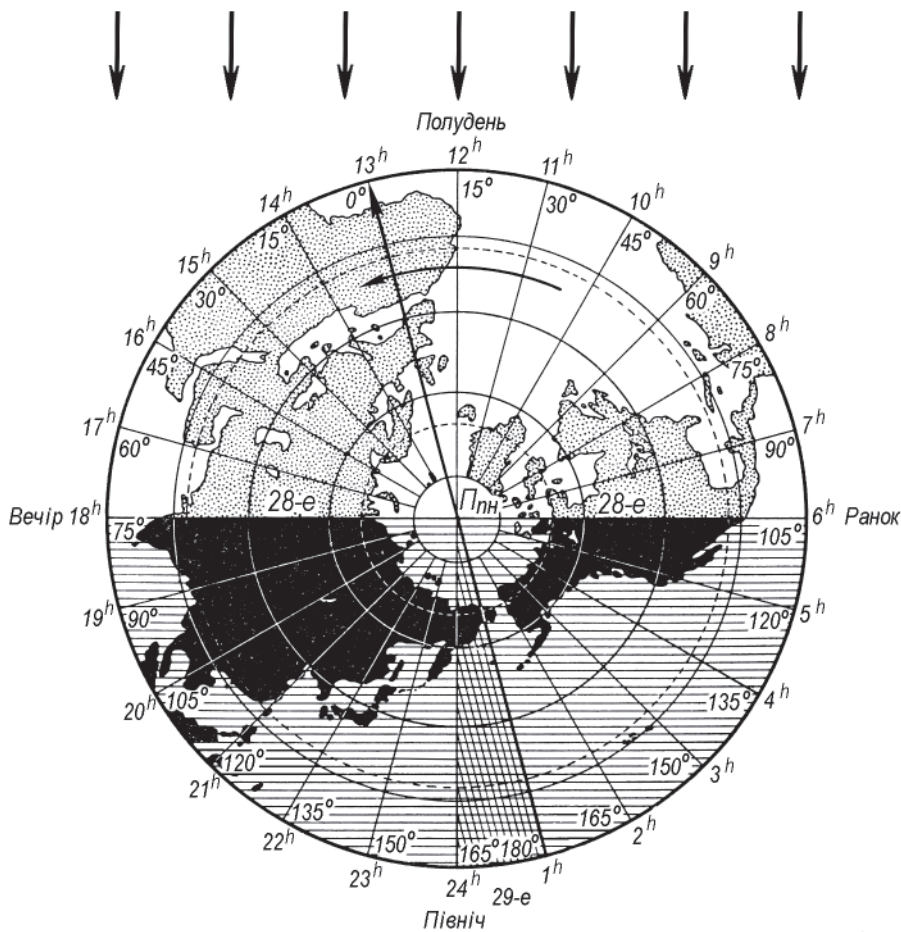 Полудень
13ʰ 12ʰ 11ʰ
0° 15° 30°
14ʰ 10ʰ
15° 45°
15ʰ 9ʰ
30° 60°
16ʰ 8ʰ
45° 75°
17ʰ 7ʰ
60° 90°
28-е Ппн 28-е
Вечір 18ʰ 6ʰ Ранок
75° 105°
19ʰ 90° 120° 5ʰ
20ʰ 105° 135° 4ʰ
21ʰ 120° 150° 3ʰ
22ʰ 135° 165° 2ʰ
23ʰ 150° 165° 180° 1ʰ
24ʰ 29-е
Північ